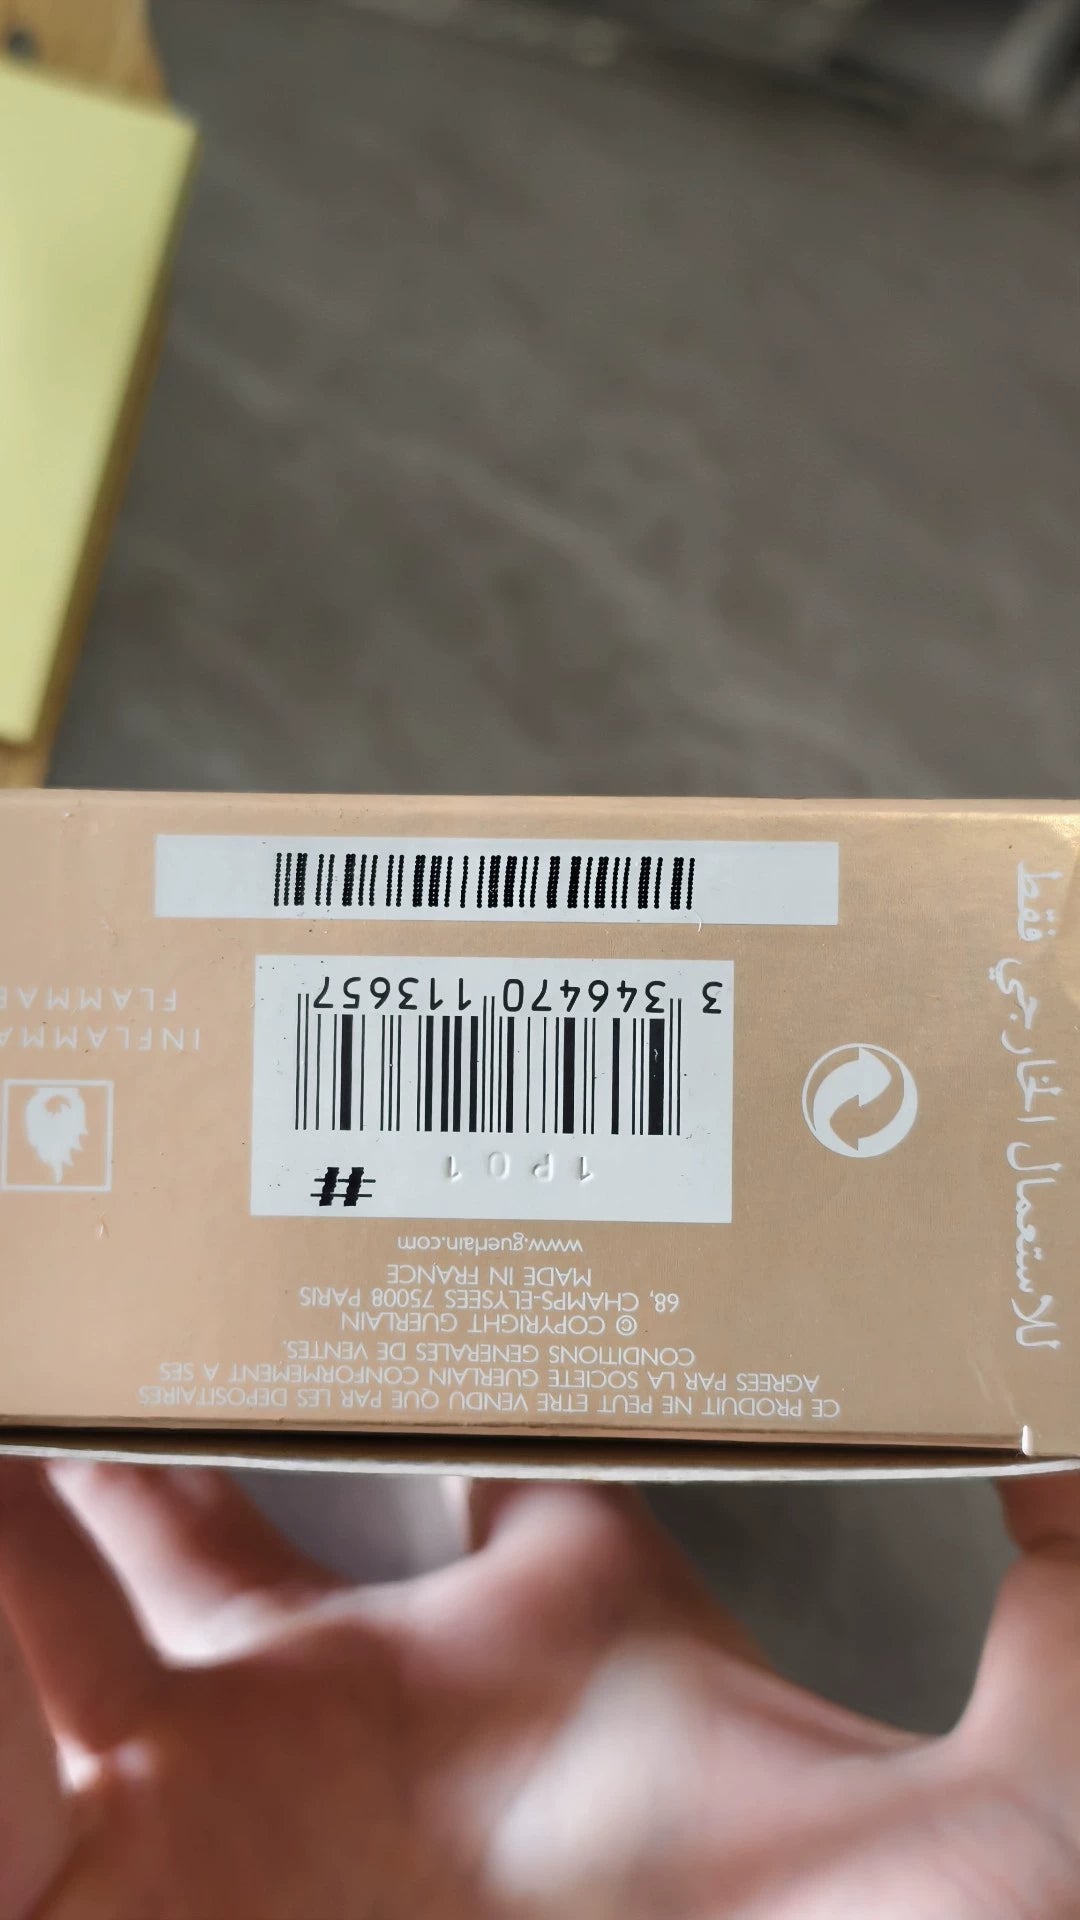 CE PRODUIT NE PEUT ETRE VENDU QUE PAR LES DEPOSITAIRES
AGREES PAR LA SOCIETE GUERLAIN CONFORMEMENT A SES
CONDITIONS GENERALES DE VENTES.
© COPYRIGHT GUERLAIN
68, CHAMPS-ELYSEES 75008 PARIS
MADE IN FRANCE
www.guerlain.com
1P01 #
3 346470 113657
INFLAMMA
FLAMMAB
للاستعمال الخارجي فقط